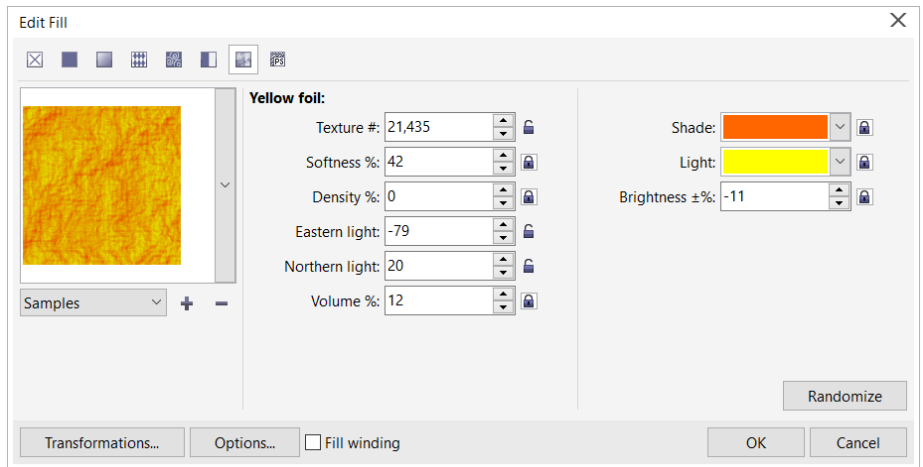 Edit Fill
PS
Yellow foil:
Texture #: 21,435
Softness %: 42
Density %: 0
Eastern light: -79
Northern light: 20
Volume %: 12
Shade:
Light:
Brightness ±%: -11
Samples
Randomize
Transformations...
Options...
Fill winding
OK
Cancel